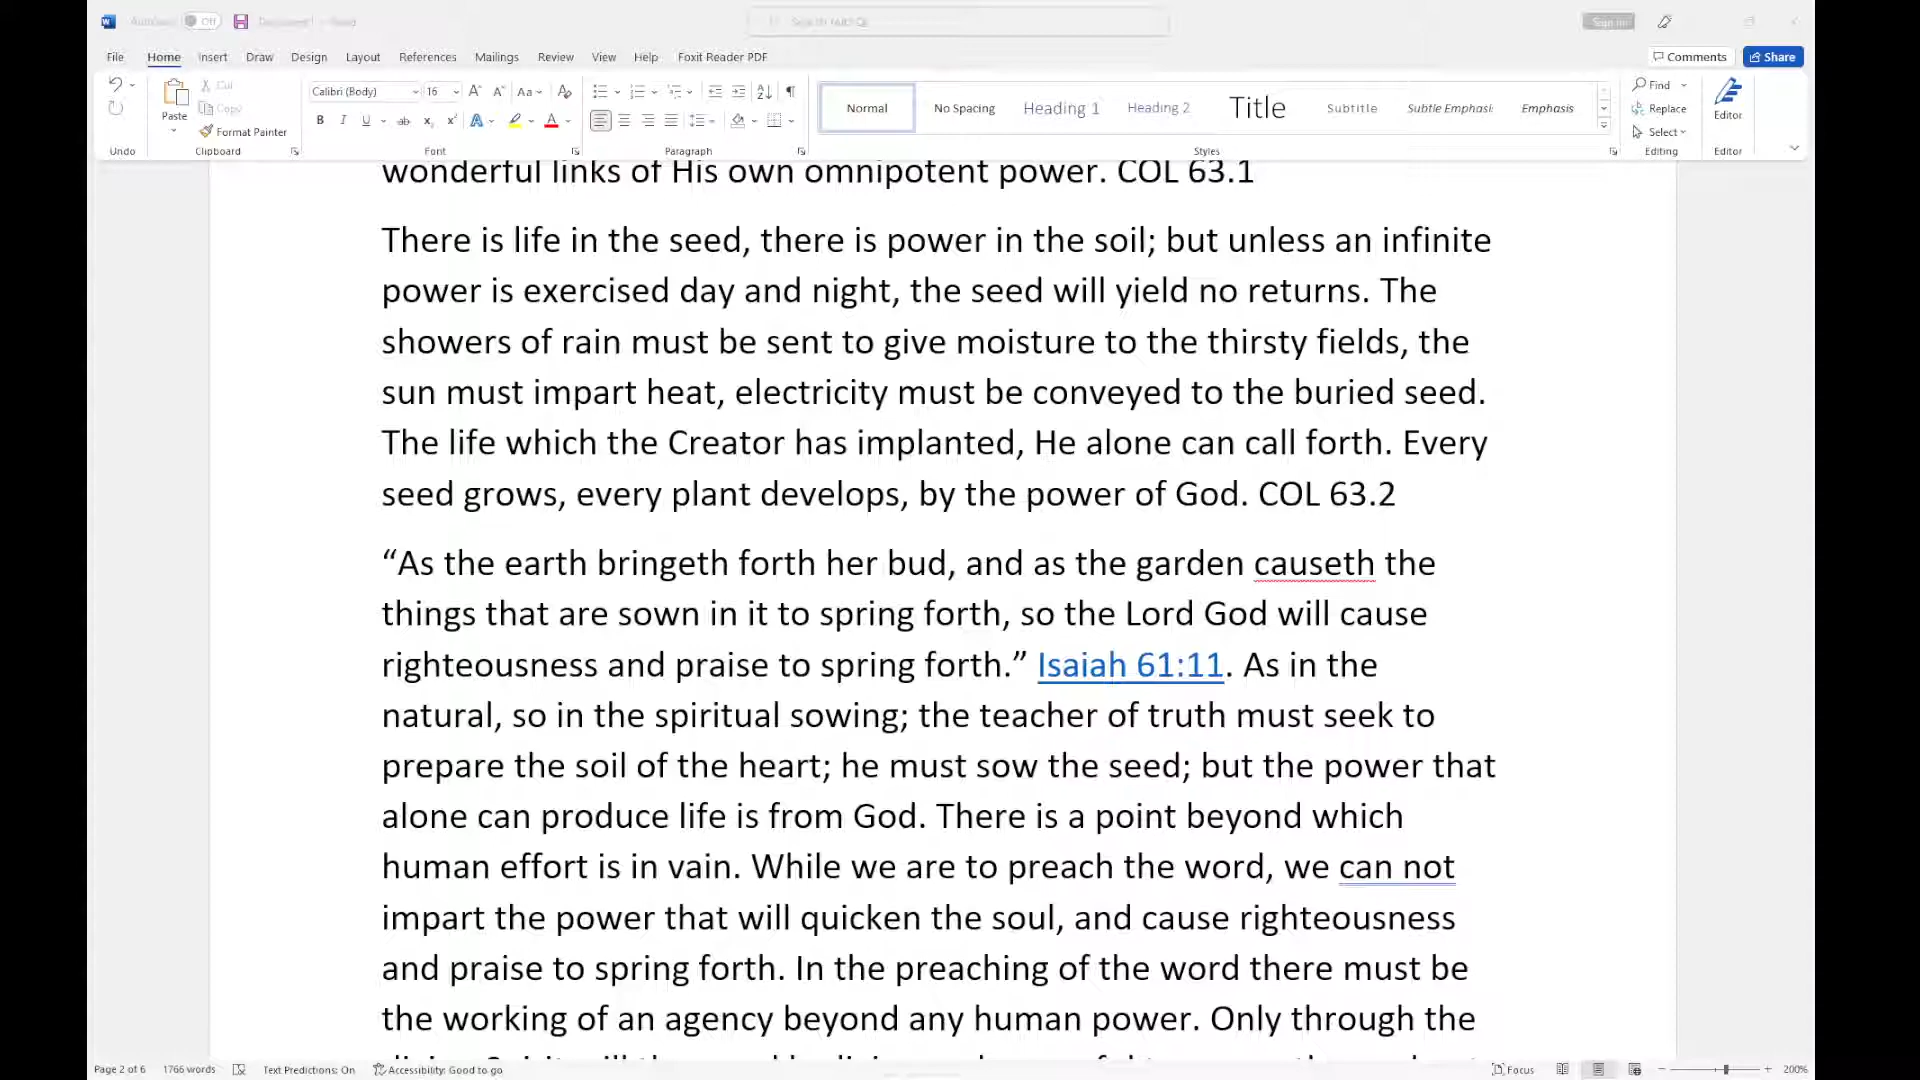 AutoSave Off Document1 - Saved
Sign in
File Home Insert Draw Design Layout References Mailings Review View Help Foxit Reader PDF Comments Share
Paste Cut Copy Format Painter
Calibri (Body) 16
Normal No Spacing Heading 1 Heading 2 Title Subtitle Subtle Emphasi Emphasis
Find Replace Select Editor
Undo Clipboard Font Paragraph Styles Editing Editor
wonderful links of His own omnipotent power. COL 63.1
There is life in the seed, there is power in the soil; but unless an infinite
power is exercised day and night, the seed will yield no returns. The
showers of rain must be sent to give moisture to the thirsty fields, the
sun must impart heat, electricity must be conveyed to the buried seed.
The life which the Creator has implanted, He alone can call forth. Every
seed grows, every plant develops, by the power of God. COL 63.2
“As the earth bringeth forth her bud, and as the garden causeth the
things that are sown in it to spring forth, so the Lord God will cause
righteousness and praise to spring forth.” Isaiah 61:11. As in the
natural, so in the spiritual sowing; the teacher of truth must seek to
prepare the soil of the heart; he must sow the seed; but the power that
alone can produce life is from God. There is a point beyond which
human effort is in vain. While we are to preach the word, we can not
impart the power that will quicken the soul, and cause righteousness
and praise to spring forth. In the preaching of the word there must be
the working of an agency beyond any human power. Only through the
Page 2 of 6 1766 words Text Predictions: On Accessibility: Good to go Focus 200%